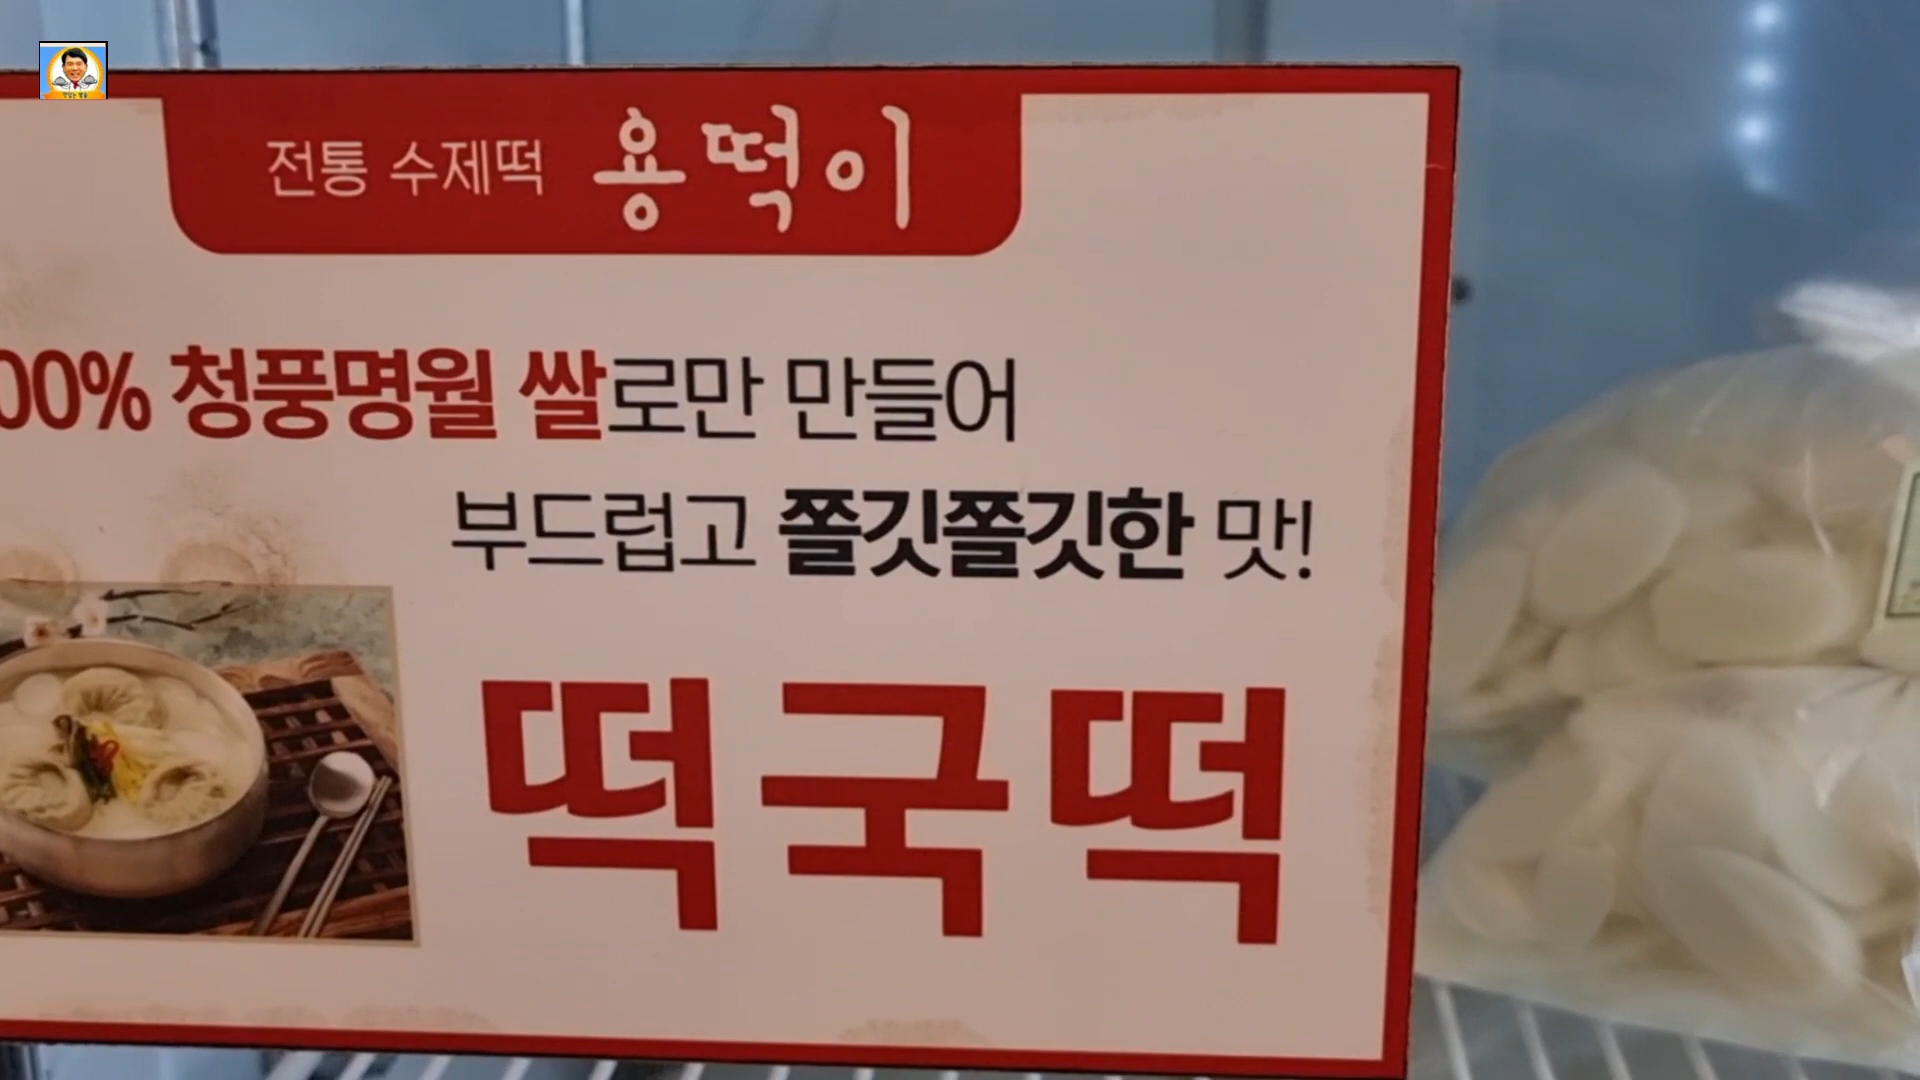 전통 수제떡 용떡이
00% 청풍명월 쌀로만 만들어
부드럽고 쫄깃쫄깃한 맛!
떡국떡